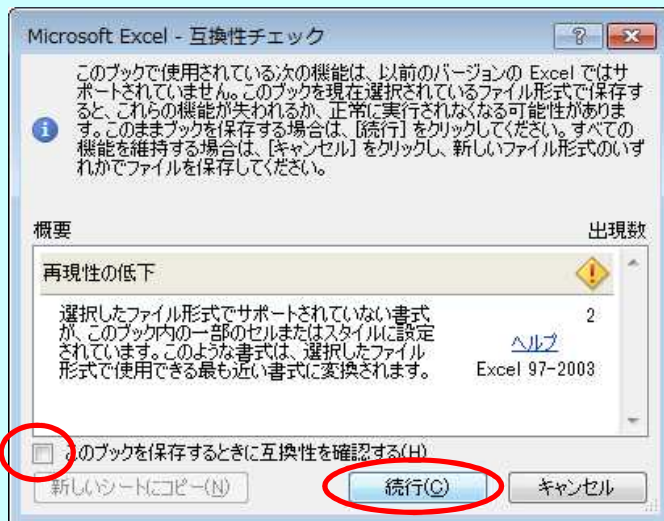 Microsoft Excel - 互換性チェック
このブックで使用されている次の機能は、以前のバージョンの Excel ではサ
ポートされていません。このブックを現在選択されているファイル形式で保存す
ると、これらの機能が失われるか、正常に実行されなくなる可能性がありま
す。このままブックを保存する場合は、[続行] をクリックしてください。すべての
機能を維持する場合は、[キャンセル] をクリックし、新しいファイル形式のいず
れかでファイルを保存してください。
概要 出現数
再現性の低下
選択したファイル形式でサポートされていない書式 2
が、このブック内の一部のセルまたはスタイルに設定
されています。このような書式は、選択したファイル ヘルプ
形式で使用できる最も近い書式に変換されます。 Excel 97-2003
このブックを保存するときに互換性を確認する(H)
新しいシートにコピー(N) 続行(C) キャンセル